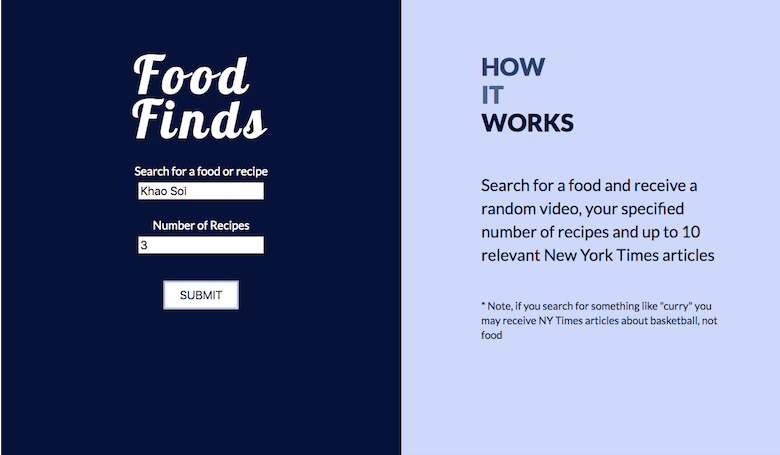 Food
Finds
Search for a food or recipe
Khao Soi
Number of Recipes
3
SUBMIT
HOW
IT
WORKS
Search for a food and receive a
random video, your specified
number of recipes and up to 10
relevant New York Times articles
* Note, if you search for something like "curry" you
may receive NY Times articles about basketball, not
food